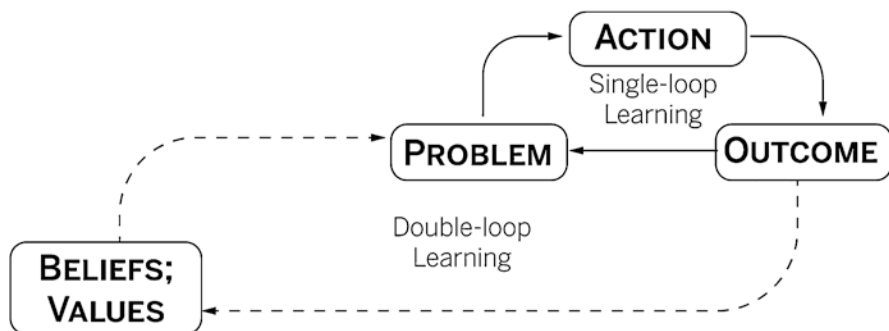 ACTION
Single-loop
Learning
PROBLEM
OUTCOME
Double-loop
Learning
BELIEFS;
VALUES